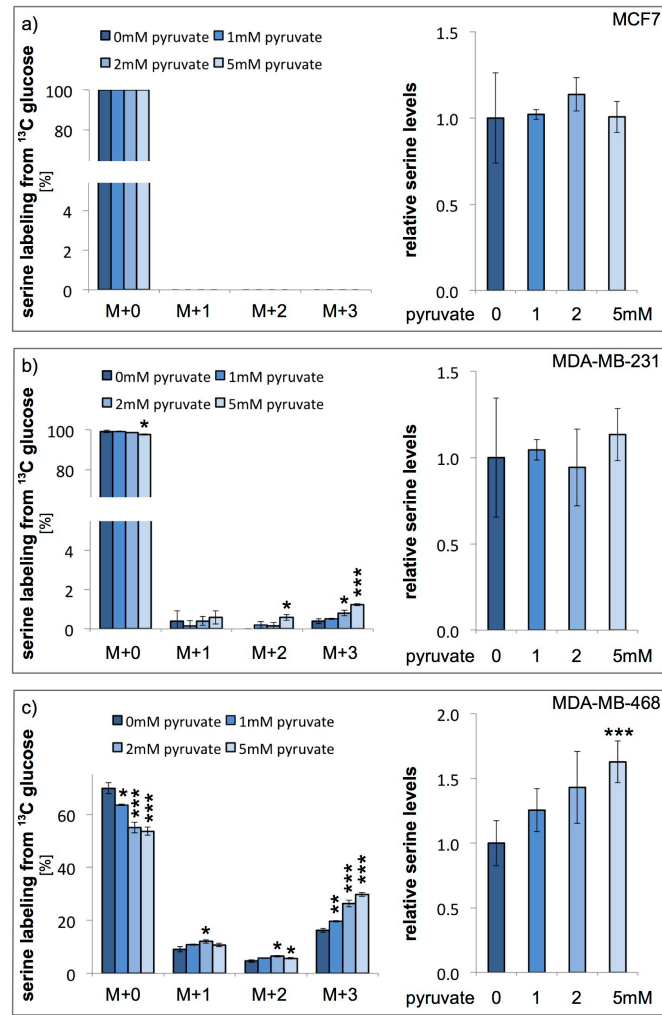 a)
MCF7
0mM pyruvate 1mM pyruvate
2mM pyruvate 5mM pyruvate
serine labeling from ¹³C glucose
[%]
100
80
4
2
0
M+0 M+1 M+2 M+3
relative serine levels
1.5
1.0
0.5
0.0
pyruvate 0 1 2 5mM
b)
MDA-MB-231
0mM pyruvate 1mM pyruvate
2mM pyruvate 5mM pyruvate
serine labeling from ¹³C glucose
[%]
100
80
4
2
0
*
*
*
***
M+0 M+1 M+2 M+3
relative serine levels
1.5
1.0
0.5
0.0
pyruvate 0 1 2 5mM
c)
MDA-MB-468
0mM pyruvate 1mM pyruvate
2mM pyruvate 5mM pyruvate
serine labeling from ¹³C glucose
[%]
60
40
20
0
* *** ***
*
* *
** *** ***
M+0 M+1 M+2 M+3
relative serine levels
2.0
1.5
1.0
0.5
0.0
***
pyruvate 0 1 2 5mM